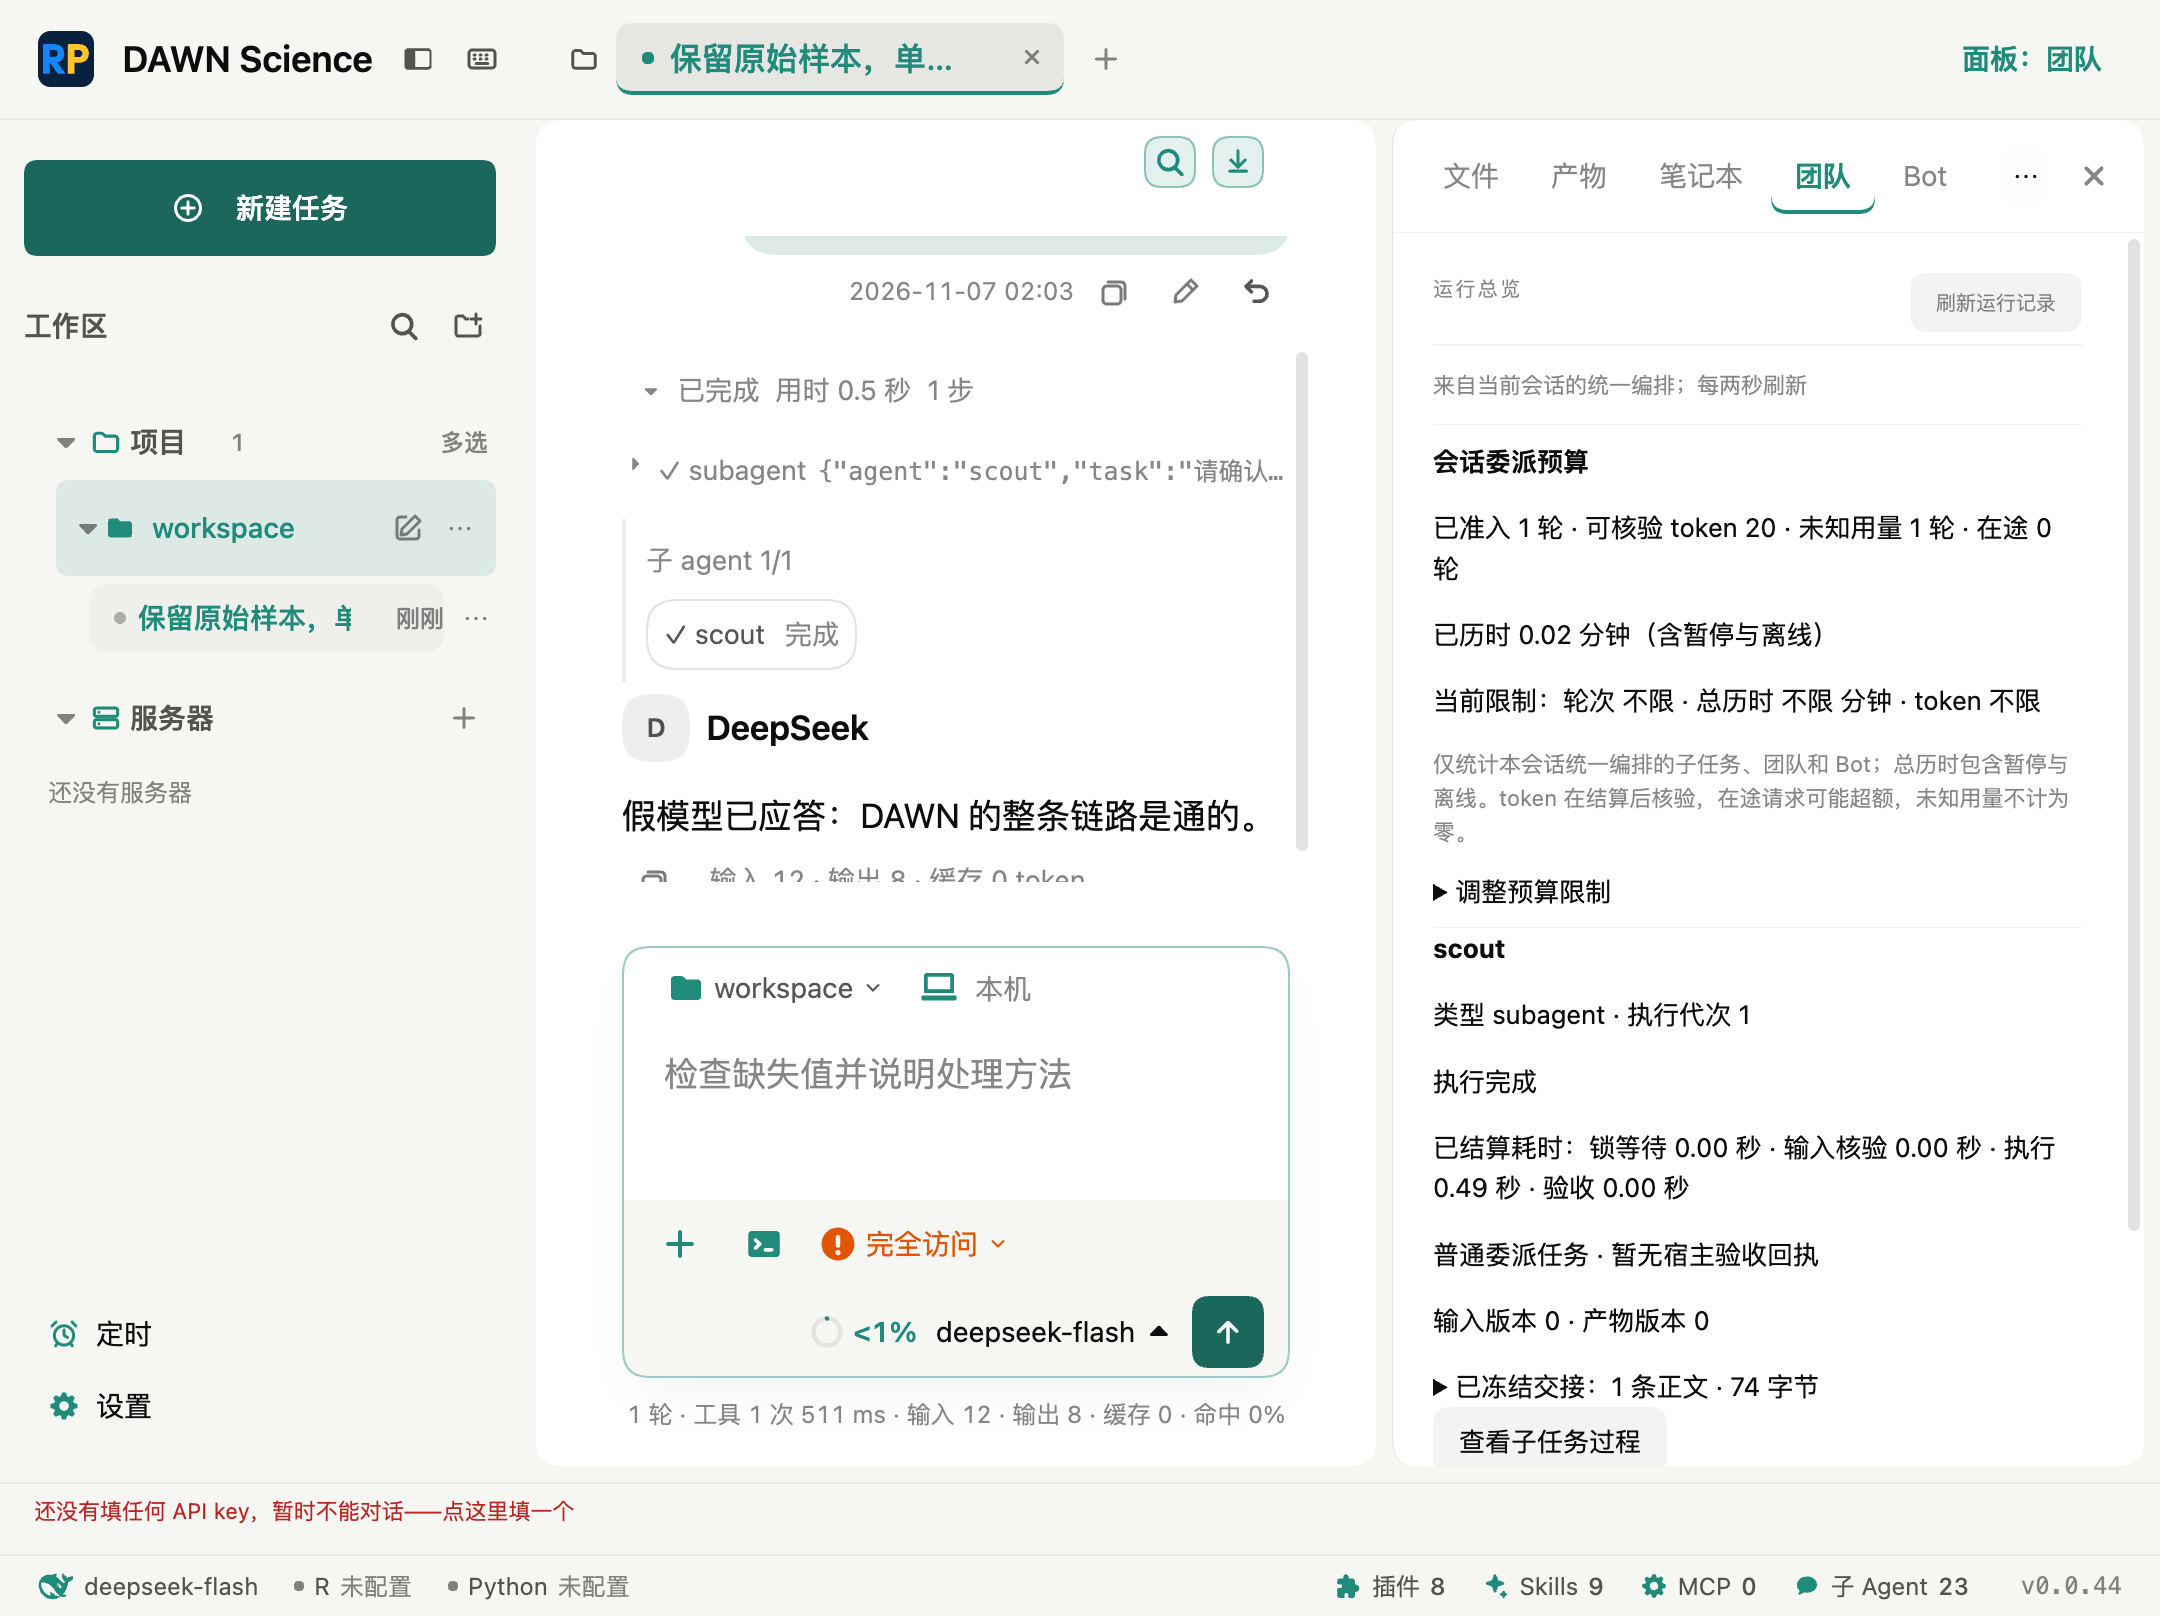 RP
DAWN Science
保留原始样本，单...
面板：团队
新建任务
工作区
项目 1 多选
workspace
保留原始样本，单 刚刚
服务器
还没有服务器
定时
设置
2026-11-07 02:03
已完成 用时 0.5 秒 1 步
subagent {"agent":"scout","task":"请确认...
子 agent 1/1
scout 完成
D DeepSeek
假模型已应答：DAWN 的整条链路是通的。
输入 12 · 输出 8 · 缓存 0 token
workspace 本机
检查缺失值并说明处理方法
完全访问
<1% deepseek-flash
1 轮 · 工具 1 次 511 ms · 输入 12 · 输出 8 · 缓存 0 · 命中 0%
文件 产物 笔记本 团队 Bot
运行总览
刷新运行记录
来自当前会话的统一编排；每两秒刷新
会话委派预算
已准入 1 轮 · 可核验 token 20 · 未知用量 1 轮 · 在途 0
轮
已历时 0.02 分钟（含暂停与离线）
当前限制：轮次 不限 · 总历时 不限 分钟 · token 不限
仅统计本会话统一编排的子任务、团队和 Bot；总历时包含暂停与
离线。token 在结算后核验，在途请求可能超额，未知用量不计为
零。
调整预算限制
scout
类型 subagent · 执行代次 1
执行完成
已结算耗时：锁等待 0.00 秒 · 输入核验 0.00 秒 · 执行
0.49 秒 · 验收 0.00 秒
普通委派任务 · 暂无宿主验收回执
输入版本 0 · 产物版本 0
已冻结交接：1 条正文 · 74 字节
查看子任务过程
还没有填任何 API key，暂时不能对话——点这里填一个
deepseek-flash R 未配置 Python 未配置
插件 8 Skills 9 MCP 0 子 Agent 23 v0.0.44